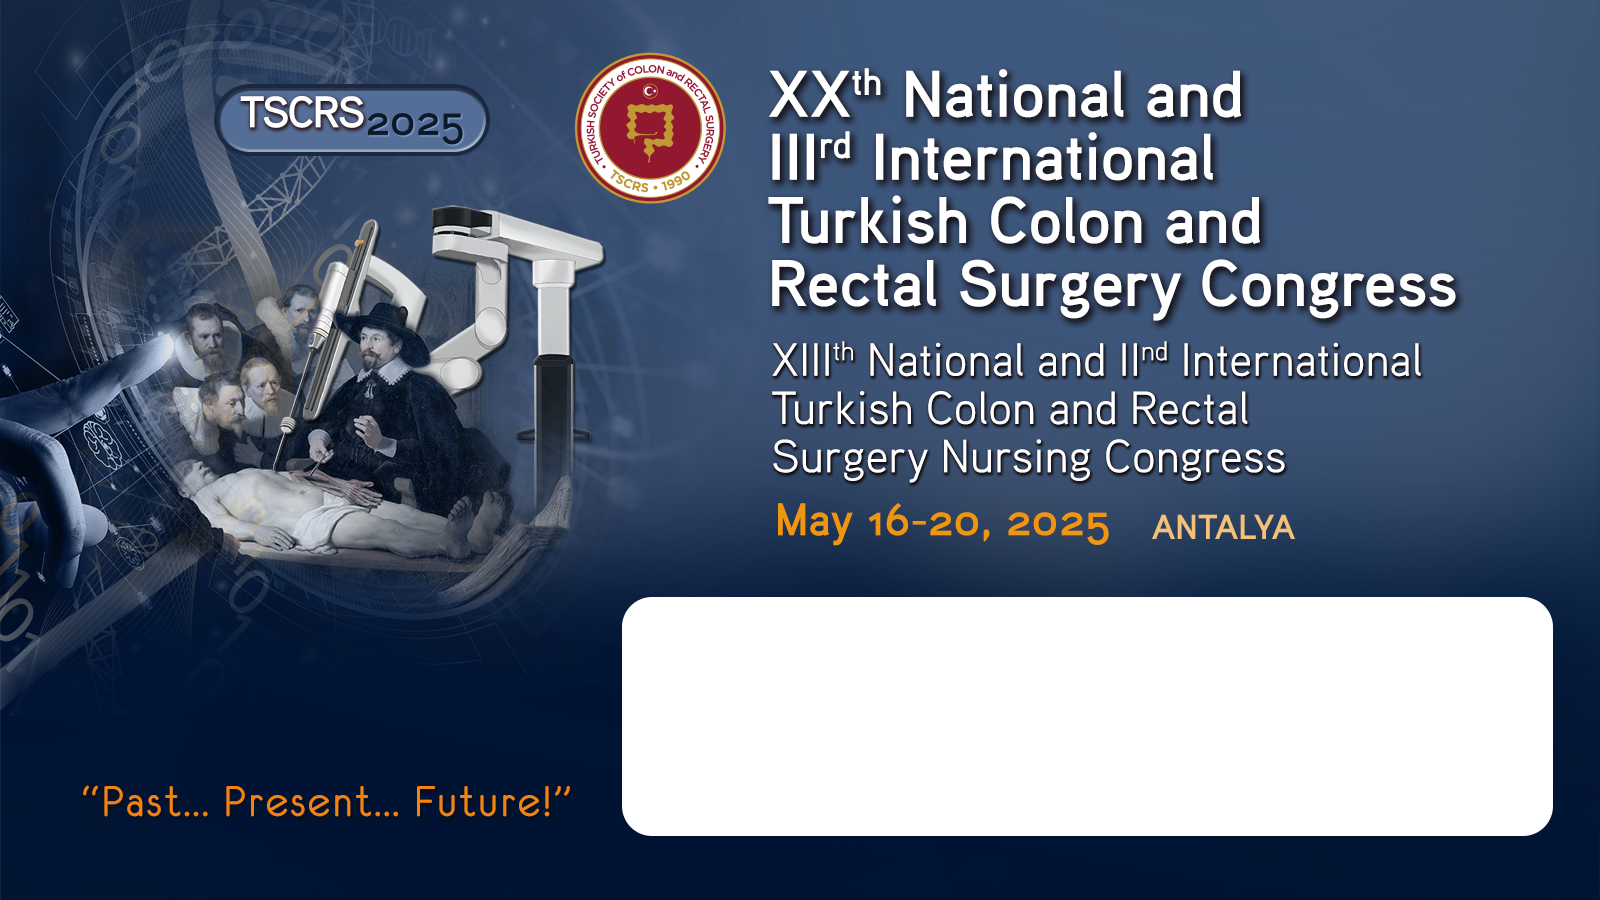 TSCRS2025
TURKISH SOCIETY of COLON and RECTAL SURGERY
TSCRS • 1990
XXth National and
IIIrd International
Turkish Colon and
Rectal Surgery Congress
XIIIth National and IInd International
Turkish Colon and Rectal
Surgery Nursing Congress
May 16-20, 2025 ANTALYA
“Past... Present... Future!”